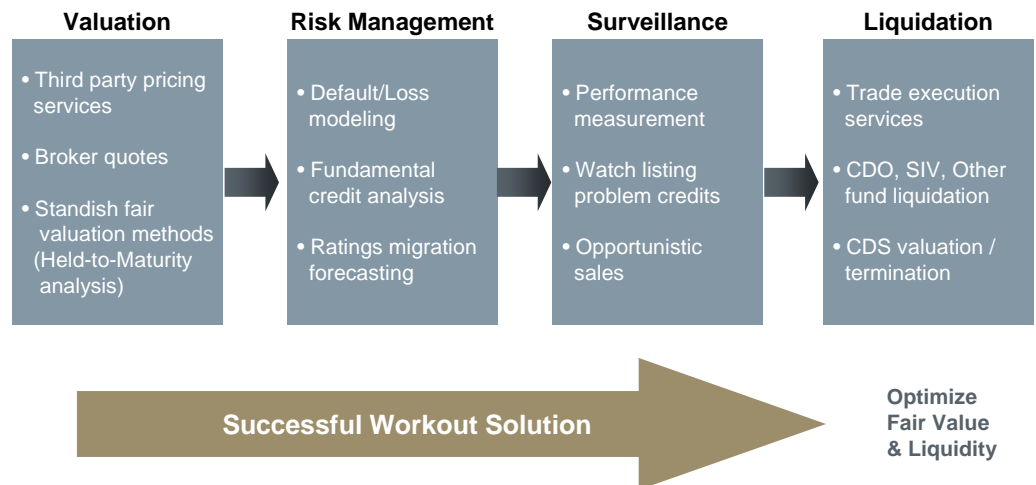 Valuation
• Third party pricing
services
• Broker quotes
• Standish fair
valuation methods
(Held-to-Maturity
analysis)
Risk Management
• Default/Loss
modeling
• Fundamental
credit analysis
• Ratings migration
forecasting
Surveillance
• Performance
measurement
• Watch listing
problem credits
• Opportunistic
sales
Liquidation
• Trade execution
services
• CDO, SIV, Other
fund liquidation
• CDS valuation /
termination
Successful Workout Solution
Optimize
Fair Value
& Liquidity